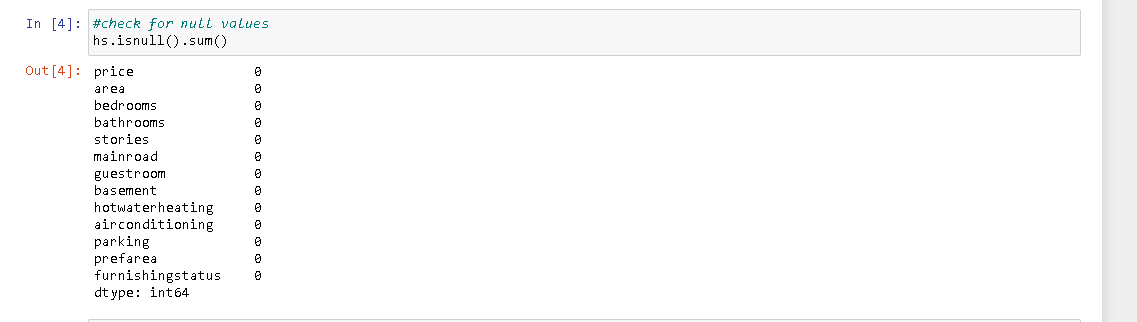 In [4]: #check for null values
hs.isnull().sum()
Out[4]: price 0
area 0
bedrooms 0
bathrooms 0
stories 0
mainroad 0
guestroom 0
basement 0
hotwaterheating 0
airconditioning 0
parking 0
prefarea 0
furnishingstatus 0
dtype: int64